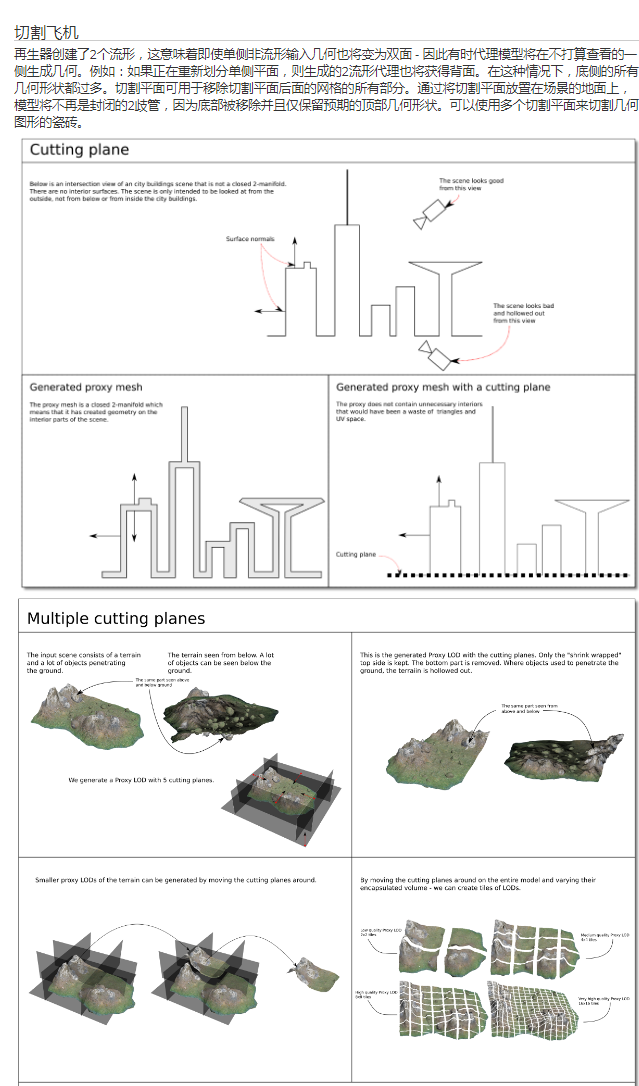 切割飞机
再生器创建了2个流形，这意味着即使单侧非流形输入几何也将变为双面 - 因此有时代理模型将在不打算查看的一
侧生成几何。例如：如果正在重新划分单侧平面，则生成的2流形代理也将获得背面。在这种情况下，底侧的所有
几何形状都过多。切割平面可用于移除切割平面后面的网格的所有部分。通过将切割平面放置在场景的地面上，
模型将不再是封闭的2歧管，因为底部被移除并且仅保留预期的顶部几何形状。可以使用多个切割平面来切割几何
图形的瓷砖。
Cutting plane
Below is an intersection view of an city buildings scene that is not a closed 2-manifold.
There are no interior surfaces. The scene is only intended to be looked at from the
outside, not from below or from inside the city buildings.
The scene looks good
from this view
Surface normals
The scene looks bad
and hollowed out
from this view
Generated proxy mesh
The proxy mesh is a closed 2-manifold which
means that it has created geometry on the
interior parts of the scene.
Generated proxy mesh with a cutting plane
The proxy does not contain unnecessary interiors
that would have been a waste of triangles and
UV space.
Cutting plane
Multiple cutting planes
The input scene consists of a terrain
and a lot of objects penetrating
the ground.
The terrain seen from below. A lot
of objects can be seen below the
ground.
The same part seen above
and below ground
We generate a Proxy LOD with 5 cutting planes.
This is the generated Proxy LOD with the cutting planes. Only the "shrink wrapped"
top side is kept. The bottom part is removed. Where objects used to penetrate the
ground, the terrain is hollowed out.
The same part seen from
above and below
Smaller proxy LODs of the terrain can be generated by moving the cutting planes around.
By moving the cutting planes around on the entire model and varying their
encapsulated volume - we can create tiles of LODs.
Low quality Proxy LOD
2x2 tiles
Medium quality Proxy LOD
4x4 tiles
High quality Proxy LOD
8x8 tiles
Very high quality Proxy LOD
16x16 tiles